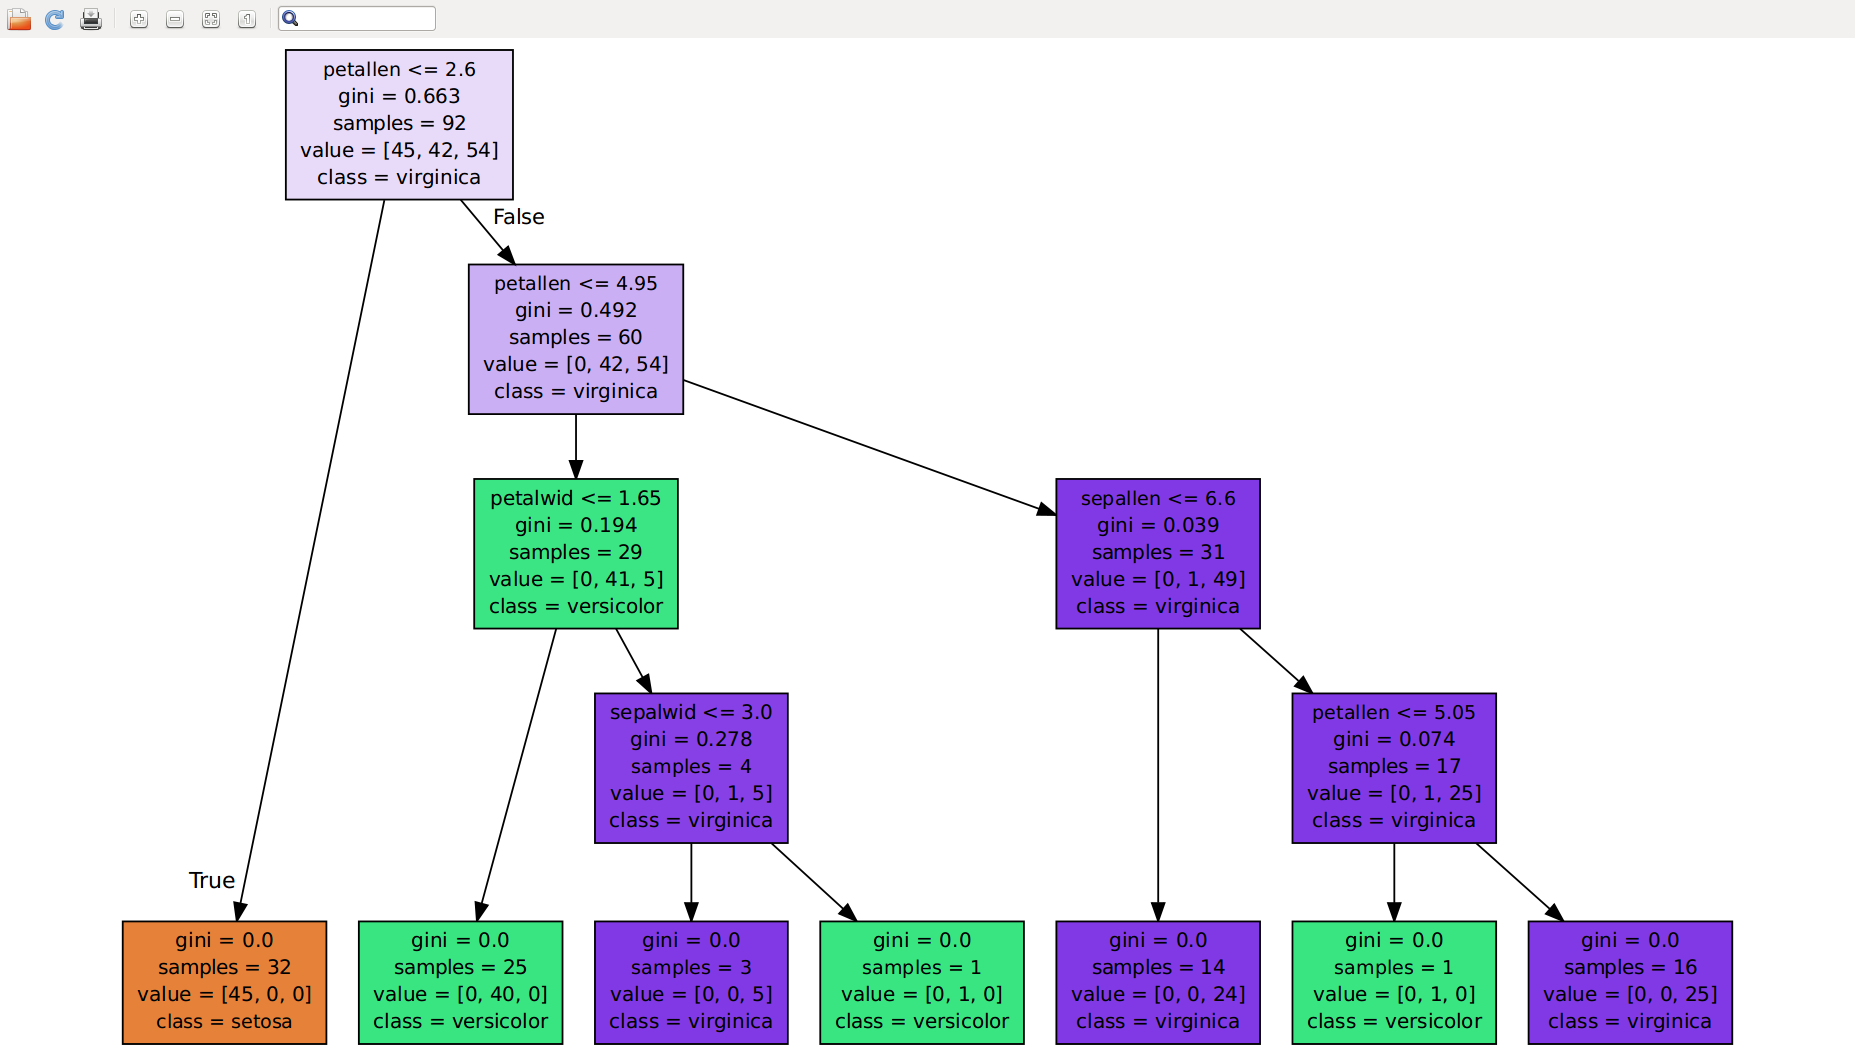 petallen <= 2.6
gini = 0.663
samples = 92
value = [45, 42, 54]
class = virginica
False
petallen <= 4.95
gini = 0.492
samples = 60
value = [0, 42, 54]
class = virginica
petalwid <= 1.65
gini = 0.194
samples = 29
value = [0, 41, 5]
class = versicolor
sepallen <= 6.6
gini = 0.039
samples = 31
value = [0, 1, 49]
class = virginica
sepalwid <= 3.0
gini = 0.278
samples = 4
value = [0, 1, 5]
class = virginica
petallen <= 5.05
gini = 0.074
samples = 17
value = [0, 1, 25]
class = virginica
True
gini = 0.0
samples = 32
value = [45, 0, 0]
class = setosa
gini = 0.0
samples = 25
value = [0, 40, 0]
class = versicolor
gini = 0.0
samples = 3
value = [0, 0, 5]
class = virginica
gini = 0.0
samples = 1
value = [0, 1, 0]
class = versicolor
gini = 0.0
samples = 14
value = [0, 0, 24]
class = virginica
gini = 0.0
samples = 1
value = [0, 1, 0]
class = versicolor
gini = 0.0
samples = 16
value = [0, 0, 25]
class = virginica